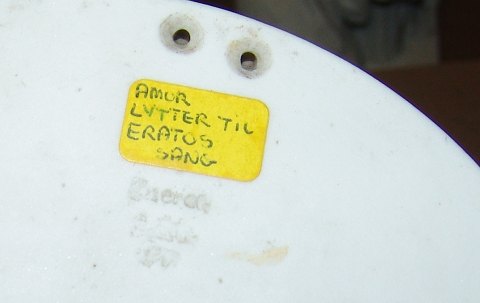 AMOR
LYTTER TIL
ERATOS
SANG